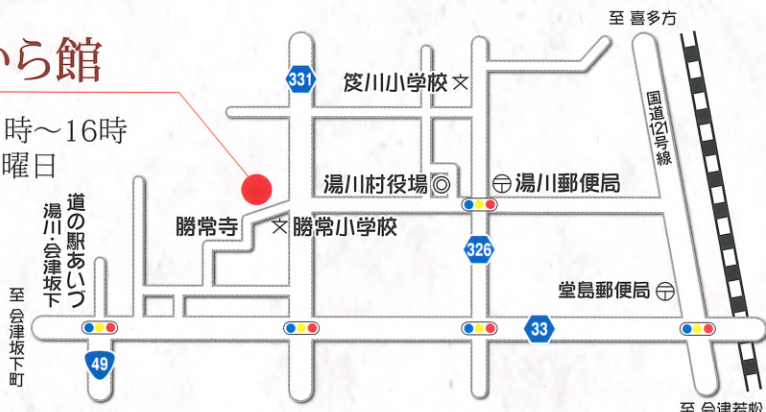 から館
時～16時
曜日
至 喜多方
331
笈川小学校
国道121号線
湯川村役場
湯川郵便局
勝常寺
勝常小学校
326
道の駅あいづ
湯川・会津坂下
堂島郵便局
至 会津坂下町
33
49
至 会津若松